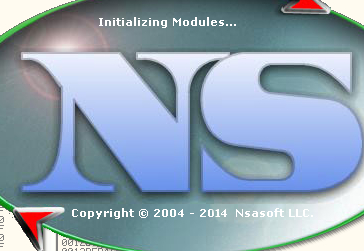 Initializing Modules...
NS
Copyright © 2004 - 2014 Nsasoft LLC.